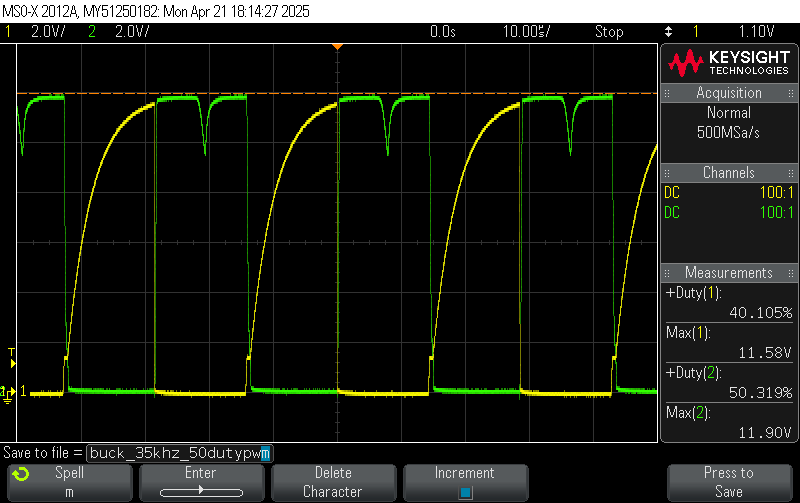 MSO-X 2012A, MY51250182: Mon Apr 21 18:14:27 2025
1 2.0V/ 2 2.0V/ 0.0s 10.00µs/ Stop 1 1.10V
KEYSIGHT
TECHNOLOGIES
Acquisition
Normal
500MSa/s
Channels
DC 100:1
DC 100:1
Measurements
+Duty(1):
40.105%
Max(1):
11.58V
+Duty(2):
50.319%
Max(2):
11.90V
T
2
1
Save to file = buck_35khz_50dutypwm
Spell
m
Enter
Delete
Character
Increment
Press to
Save